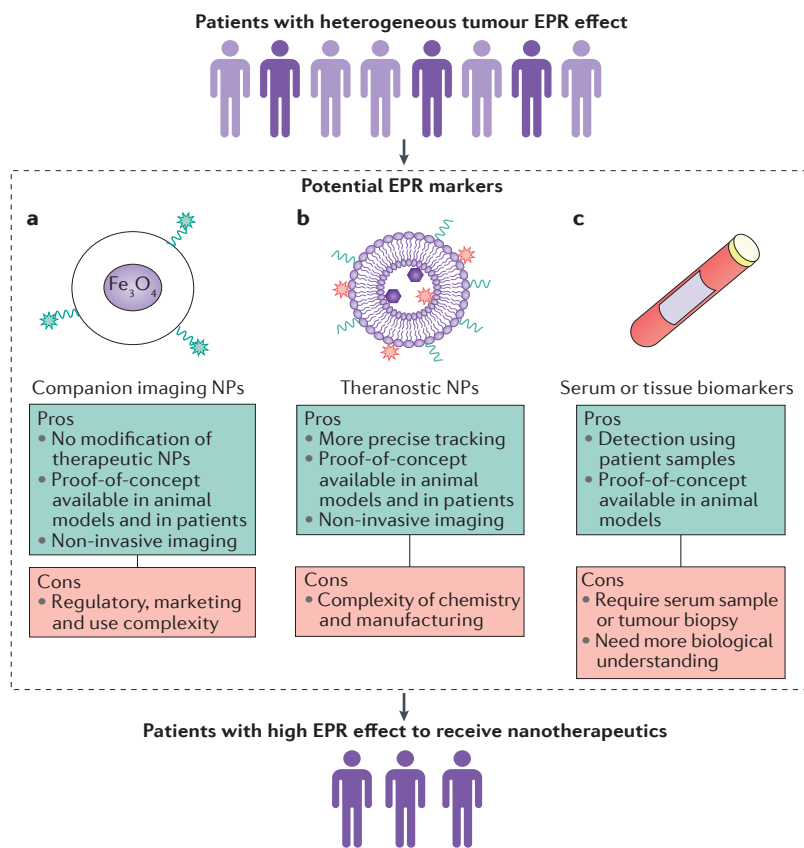 Patients with heterogeneous tumour EPR effect
Potential EPR markers
a
Fe₃O₄
Companion imaging NPs
Pros
• No modification of
therapeutic NPs
• Proof-of-concept
available in animal
models and in patients
• Non-invasive imaging
Cons
• Regulatory, marketing
and use complexity
b
Theranostic NPs
Pros
• More precise tracking
• Proof-of-concept
available in animal
models and in patients
• Non-invasive imaging
Cons
• Complexity of chemistry
and manufacturing
c
Serum or tissue biomarkers
Pros
• Detection using
patient samples
• Proof-of-concept
available in animal
models
Cons
• Require serum sample
or tumour biopsy
• Need more biological
understanding
Patients with high EPR effect to receive nanotherapeutics